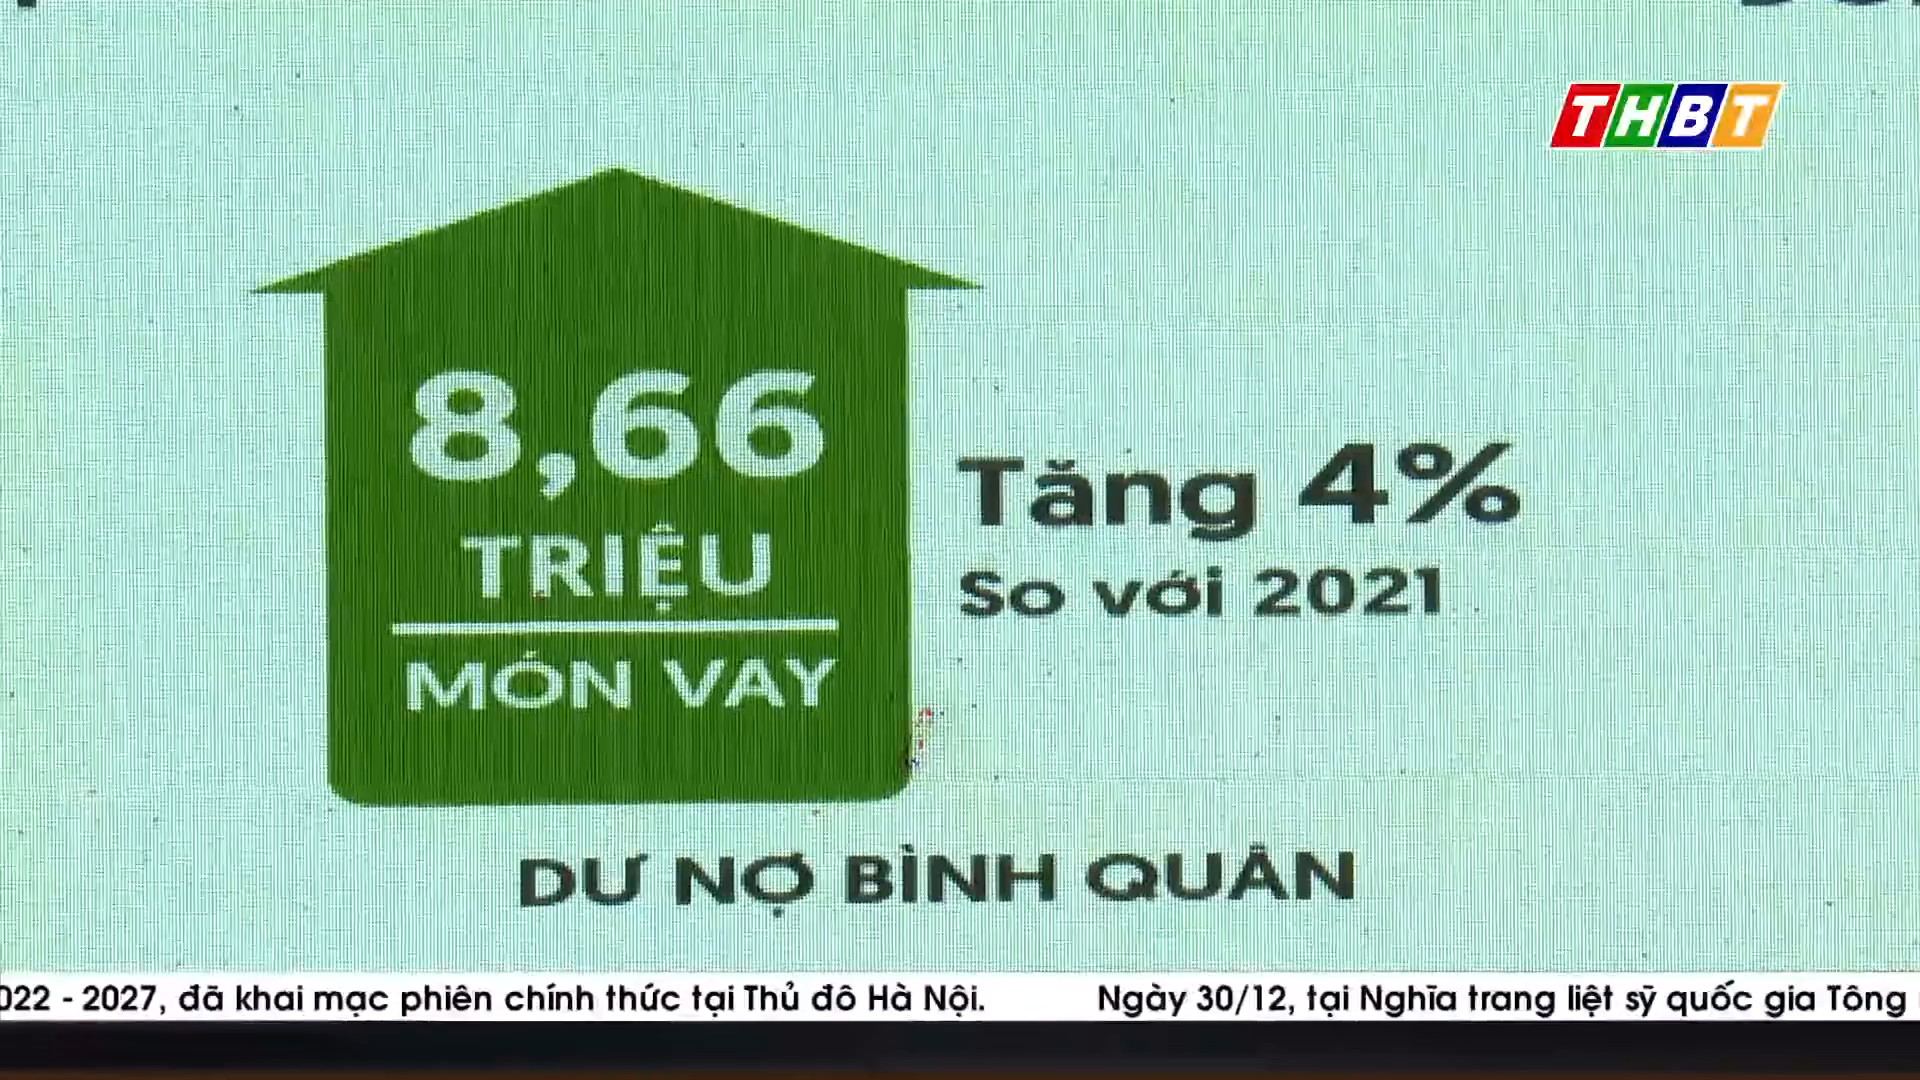 THBT
8,66
TRIỆU
MÓN VAY
Tăng 4%
So với 2021
DƯ NỢ BÌNH QUÂN
022 - 2027, đã khai mạc phiên chính thức tại Thủ đô Hà Nội. Ngày 30/12, tại Nghĩa trang liệt sỹ quốc gia Tông